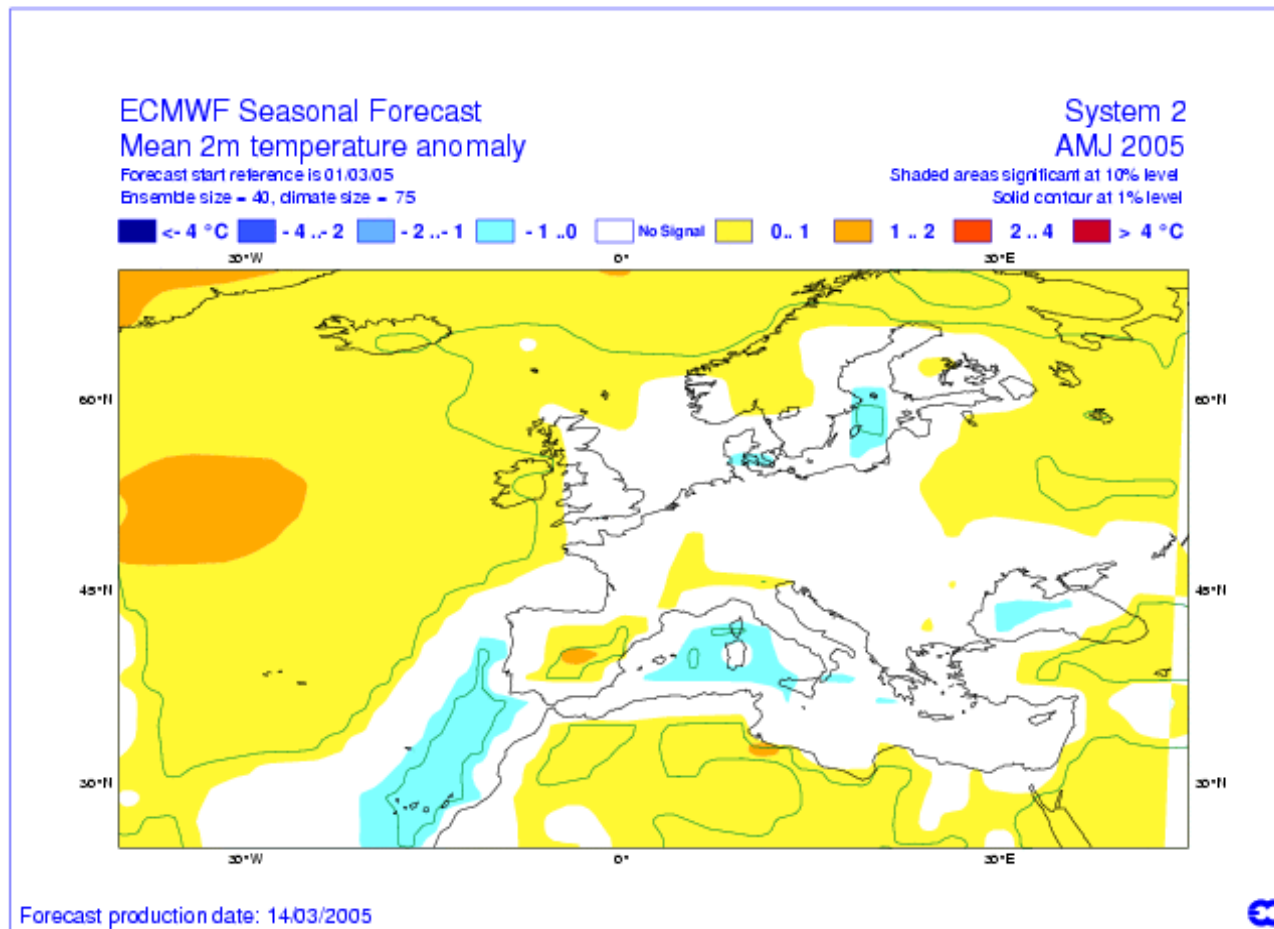 ECMWF Seasonal Forecast
System 2
Mean 2m temperature anomaly
AMJ 2005
Forecast start reference is 01/03/05
Shaded areas significant at 10% level
Ensemble size = 40, climate size = 75
Solid contour at 1% level
<- 4 °C - 4 ..- 2 - 2 ..- 1 - 1 ..0 No Signal 0.. 1 1 .. 2 2 .. 4 > 4 °C
30°W 0° 30°E
60°N 60°N
45°N 45°N
30°N 30°N
30°W 0° 30°E
Forecast production date: 14/03/2005